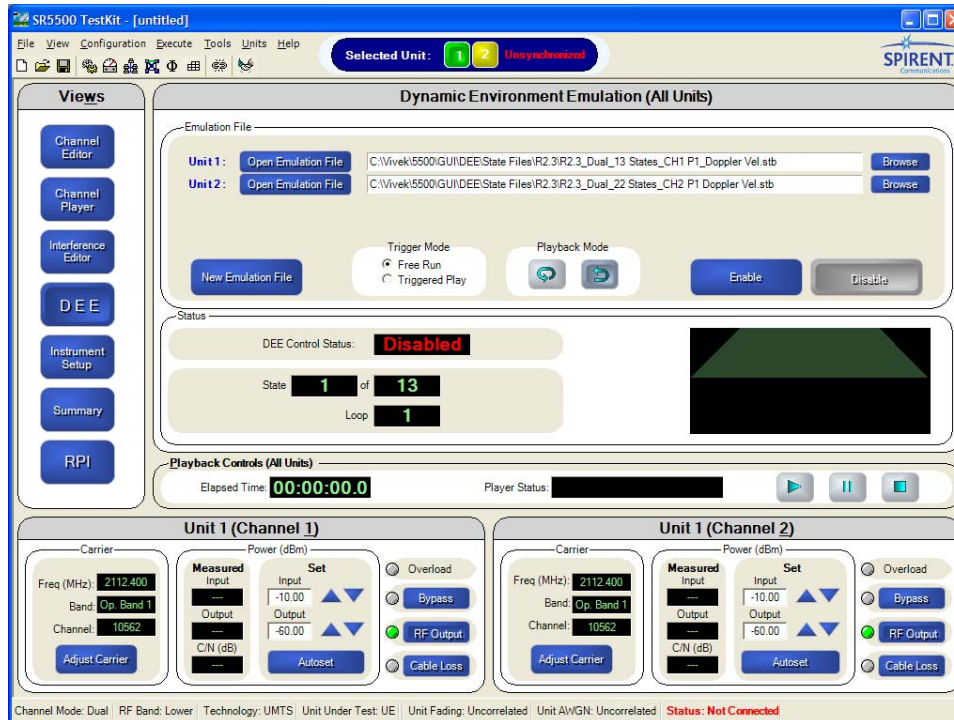 SR5500 TestKit - [untitled]
File View Configuration Execute Tools Units Help
Selected Unit: 1 2 Unsynchronized
SPIRENT
Communications
Views
Channel Editor
Channel Player
Interference Editor
DEE
Instrument Setup
Summary
RPI
Dynamic Environment Emulation (All Units)
Emulation File
Unit 1: Open Emulation File C:\Vivek\5500\GUI\DEE\State Files\R2.3\R2.3_Dual_13 States_CH1 P1_Doppler Vel.stb Browse
Unit 2: Open Emulation File C:\Vivek\5500\GUI\DEE\State Files\R2.3\R2.3_Dual_22 States_CH2 P1 Doppler Vel.stb Browse
Trigger Mode
Free Run
Triggered Play
Playback Mode
New Emulation File
Enable
Disable
Status
DEE Control Status: Disabled
State 1 of 13
Loop 1
Playback Controls (All Units)
Elapsed Time: 00:00:00.0
Player Status:
Unit 1 (Channel 1)
Carrier
Freq (MHz): 2112.400
Band: Op. Band 1
Channel: 10562
Adjust Carrier
Power (dBm)
Measured
Input
---
Output
---
C/N (dB)
---
Set
Input
-10.00
Output
-60.00
Autoset
Overload
Bypass
RF Output
Cable Loss
Unit 1 (Channel 2)
Carrier
Freq (MHz): 2112.400
Band: Op. Band 1
Channel: 10562
Adjust Carrier
Power (dBm)
Measured
Input
---
Output
---
C/N (dB)
---
Set
Input
-10.00
Output
-60.00
Autoset
Overload
Bypass
RF Output
Cable Loss
Channel Mode: Dual RF Band: Lower Technology: UMTS Unit Under Test: UE Unit Fading: Uncorrelated Unit AWGN: Uncorrelated Status: Not Connected